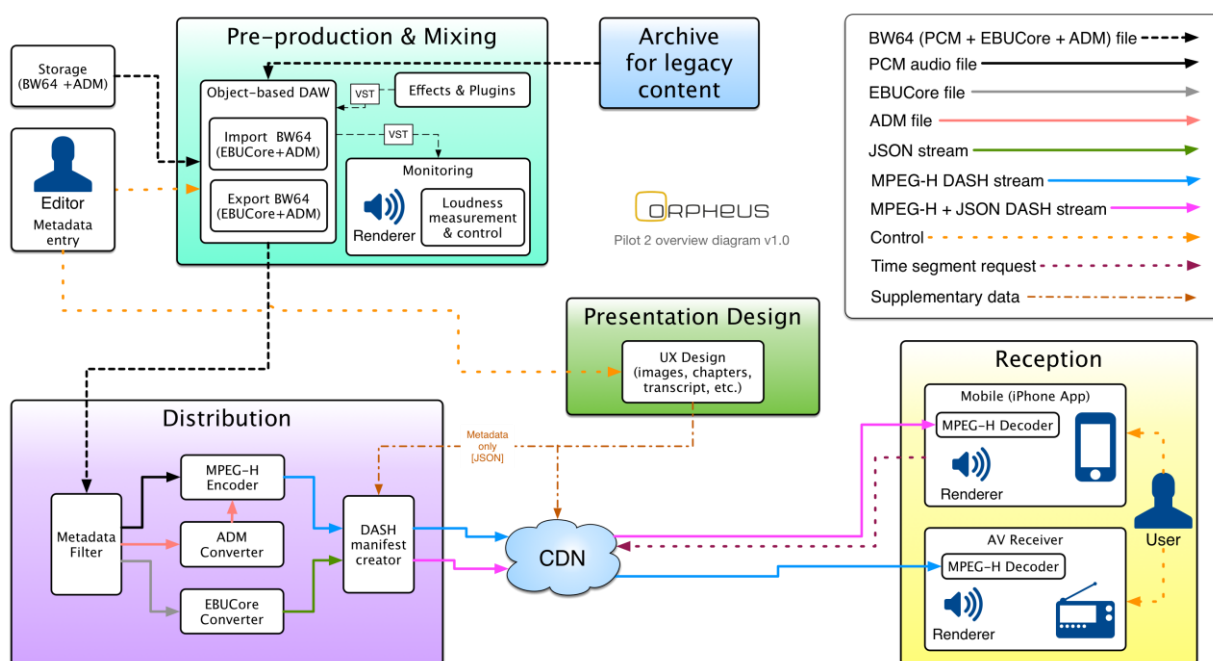 Pre-production & Mixing
Archive
for legacy
content
Storage
(BW64 +ADM)
Object-based DAW
VST
Effects & Plugins
Import BW64
(EBUCore+ADM)
VST
Export BW64
(EBUCore+ADM)
Monitoring
Renderer
Loudness
measurement
& control
Editor
Metadata
entry
ORPHEUS
Pilot 2 overview diagram v1.0
BW64 (PCM + EBUCore + ADM) file
PCM audio file
EBUCore file
ADM file
JSON stream
MPEG-H DASH stream
MPEG-H + JSON DASH stream
Control
Time segment request
Supplementary data
Presentation Design
UX Design
(images, chapters,
transcript, etc.)
Distribution
Metadata
only
[JSON]
MPEG-H
Encoder
Metadata
Filter
ADM
Converter
EBUCore
Converter
DASH
manifest
creator
CDN
Reception
Mobile (iPhone App)
MPEG-H Decoder
Renderer
User
AV Receiver
MPEG-H Decoder
Renderer